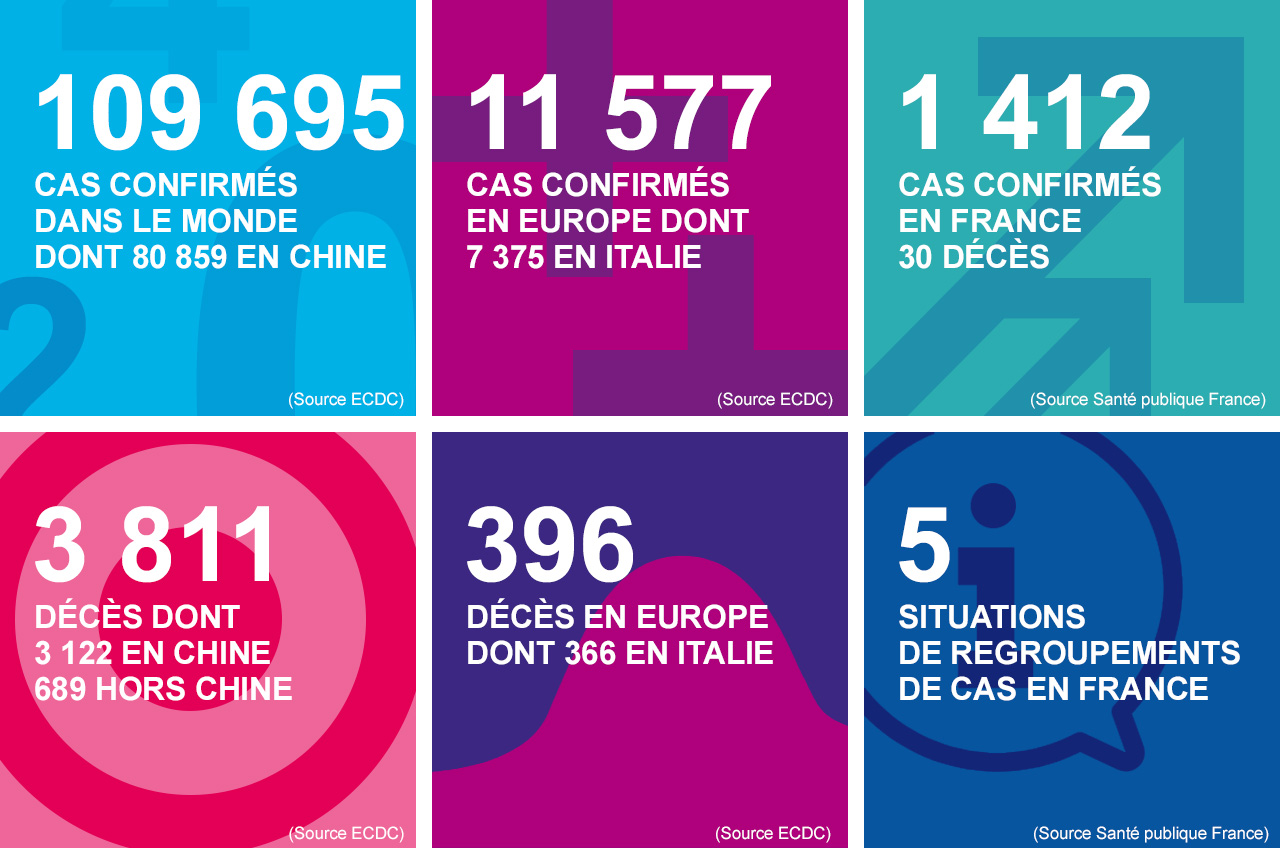 109 695
CAS CONFIRMÉS
DANS LE MONDE
DONT 80 859 EN CHINE
(Source ECDC)
11 577
CAS CONFIRMÉS
EN EUROPE DONT
7 375 EN ITALIE
(Source ECDC)
1 412
CAS CONFIRMÉS
EN FRANCE
30 DÉCÈS
(Source Santé publique France)
3 811
DÉCÈS DONT
3 122 EN CHINE
689 HORS CHINE
(Source ECDC)
396
DÉCÈS EN EUROPE
DONT 366 EN ITALIE
(Source ECDC)
5
SITUATIONS
DE REGROUPEMENTS
DE CAS EN FRANCE
(Source Santé publique France)